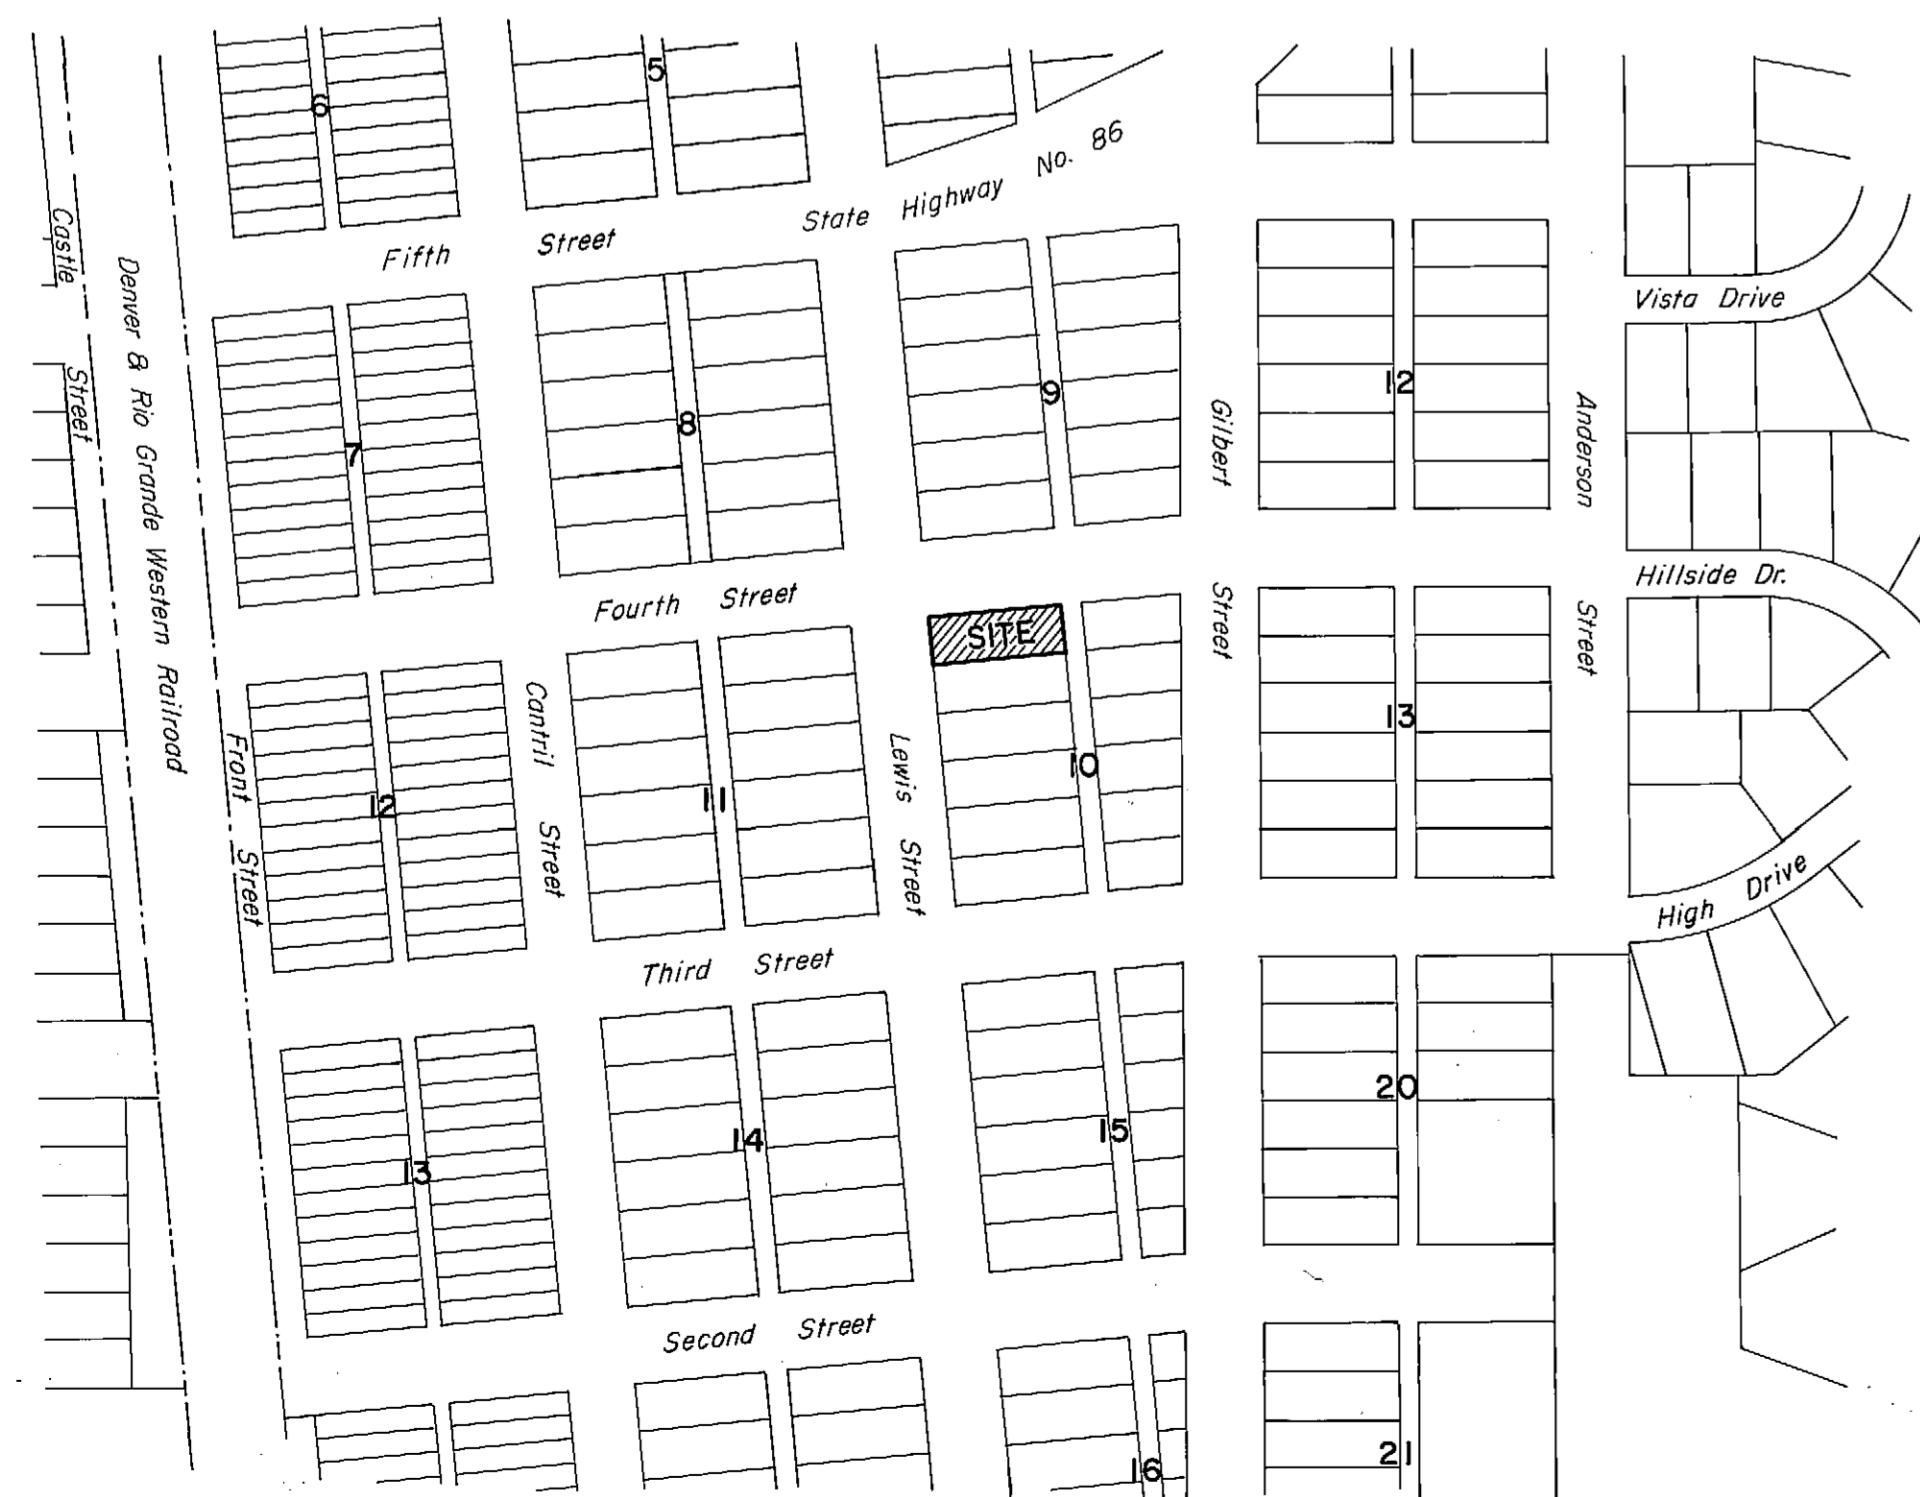 5
6
No. 86
State Highway
Castle
Street
Fifth Street
Denver & Rio Grande Western Railroad
Vista Drive
12
9
8
7
Gilbert
Street
Anderson
Street
Hillside Dr.
Fourth Street
SITE
13
Cantril
Street
Front
Street
Lewis
Street
10
11
12
High Drive
Third Street
20
15
14
13
Second Street
21
16